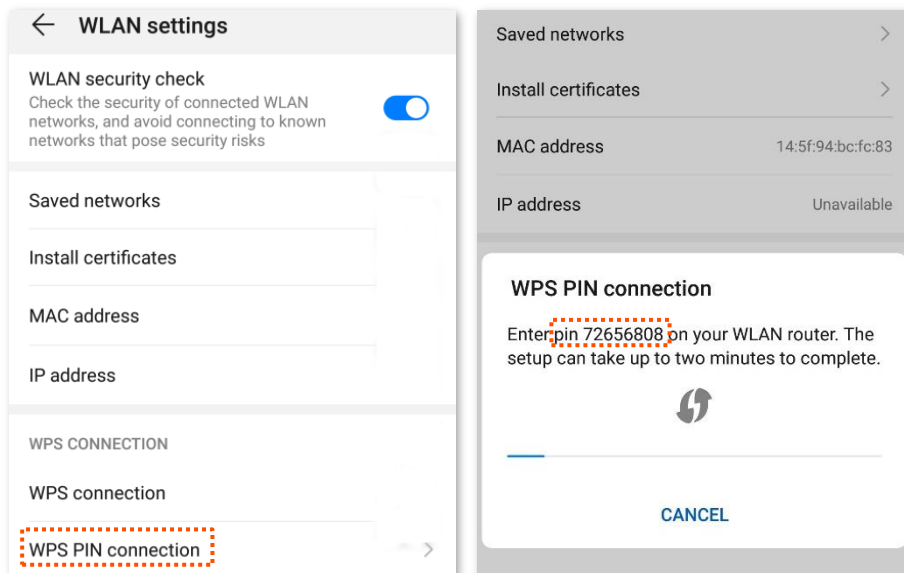 WLAN settings
WLAN security check
Check the security of connected WLAN
networks, and avoid connecting to known
networks that pose security risks
Saved networks
Install certificates
MAC address
IP address
WPS CONNECTION
WPS connection
WPS PIN connection
Saved networks
Install certificates
MAC address 14:5f:94:bc:fc:83
IP address Unavailable
WPS PIN connection
Enter pin 72656808 on your WLAN router. The
setup can take up to two minutes to complete.
CANCEL